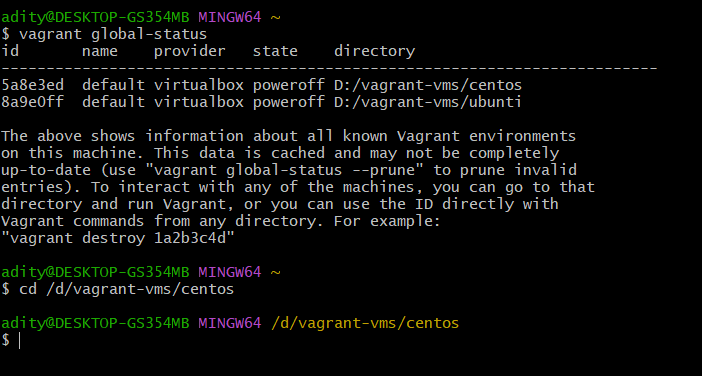 adity@DESKTOP-GS354MB MINGW64 ~
$ vagrant global-status
id       name    provider   state    directory
--------------------------------------------------------------------------
5a8e3ed  default virtualbox poweroff D:/vagrant-vms/centos
8a9e0ff  default virtualbox poweroff D:/vagrant-vms/ubunti
The above shows information about all known Vagrant environments
on this machine. This data is cached and may not be completely
up-to-date (use "vagrant global-status --prune" to prune invalid
entries). To interact with any of the machines, you can go to that
directory and run Vagrant, or you can use the ID directly with
Vagrant commands from any directory. For example:
"vagrant destroy 1a2b3c4d"
adity@DESKTOP-GS354MB MINGW64 ~
$ cd /d/vagrant-vms/centos
adity@DESKTOP-GS354MB MINGW64 /d/vagrant-vms/centos
$